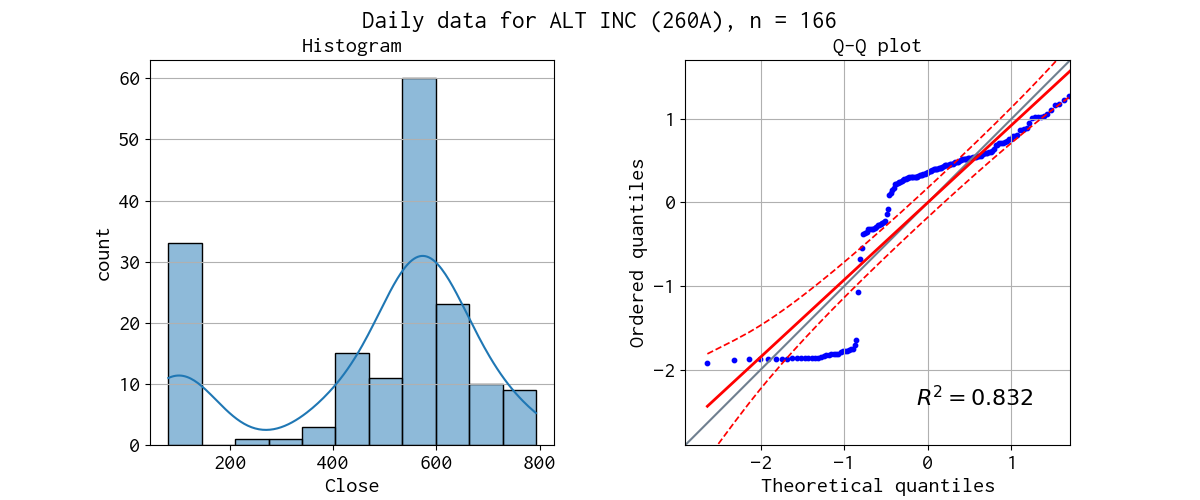 Daily data for ALT INC (260A), n = 166
Histogram
60
50
40
30
20
10
0
count
200
400
600
800
Close
Q-Q plot
1
0
−1
−2
Ordered quantiles
R² = 0.832
−2
−1
0
1
Theoretical quantiles